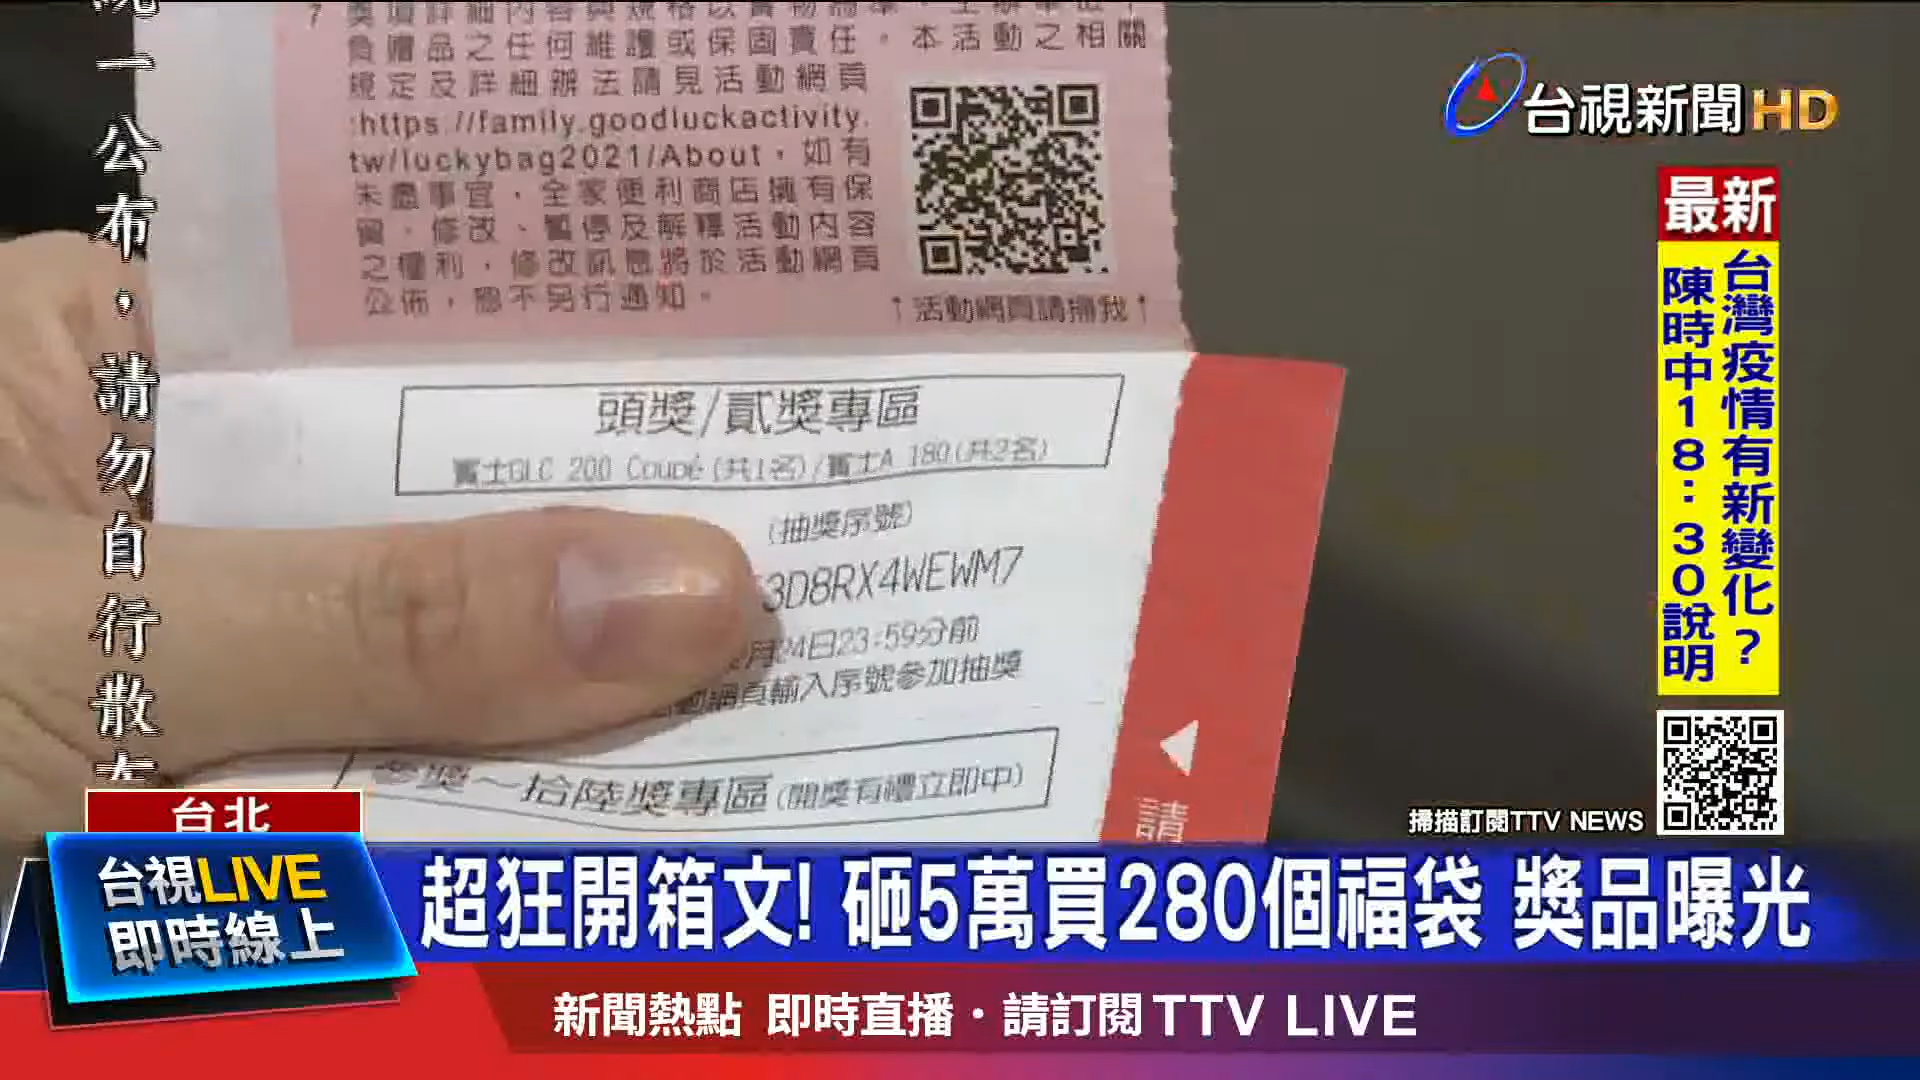 統一公布，請勿自行散布
負贈品之任何維護或保固責任。本活動之相關
規定及詳細辦法請見活動網頁
:https://family.goodluckactivity.
tw/luckybag2021/About，如有
未盡事宜，全家便利商店擁有保
留、修改、暫停及解釋活動內容
之權利，修改訊息將於活動網頁
公佈，恕不另行通知。
↑活動網頁請掃我↑
頭獎/貳獎專區
賓士GLC 200 Coupé(共1名)/賓士A 180(共2名)
(抽獎序號)
3D8RX4WEWM7
月24日23:59分前
網頁輸入序號參加抽獎
參獎~拾陸獎專區(開獎有禮立即中)
請
台視新聞HD
最新
台灣疫情有新變化？
陳時中18：30說明
掃描訂閱TTV NEWS
台北
台視LIVE
即時線上
超狂開箱文! 砸5萬買280個福袋 獎品曝光
新聞熱點 即時直播・請訂閱TTV LIVE